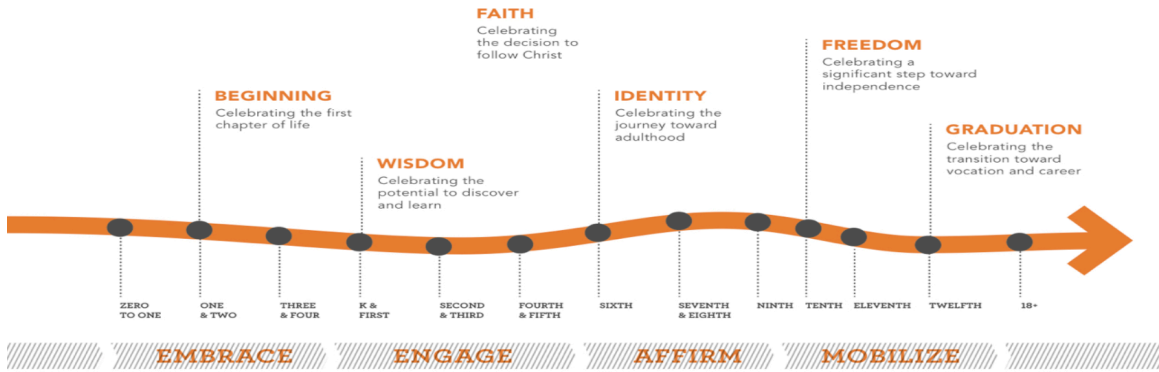 FAITH
Celebrating
the decision to
follow Christ
FREEDOM
Celebrating a
significant step toward
independence
BEGINNING
Celebrating the first
chapter of life
IDENTITY
Celebrating the
journey toward
adulthood
GRADUATION
Celebrating the
transition toward
vocation and career
WISDOM
Celebrating the
potential to discover
and learn
ZERO
TO ONE
ONE
& TWO
THREE
& FOUR
K &
FIRST
SECOND
& THIRD
FOURTH
& FIFTH
SIXTH
SEVENTH
& EIGHTH
NINTH
TENTH
ELEVENTH
TWELFTH
18+
EMBRACE
ENGAGE
AFFIRM
MOBILIZE